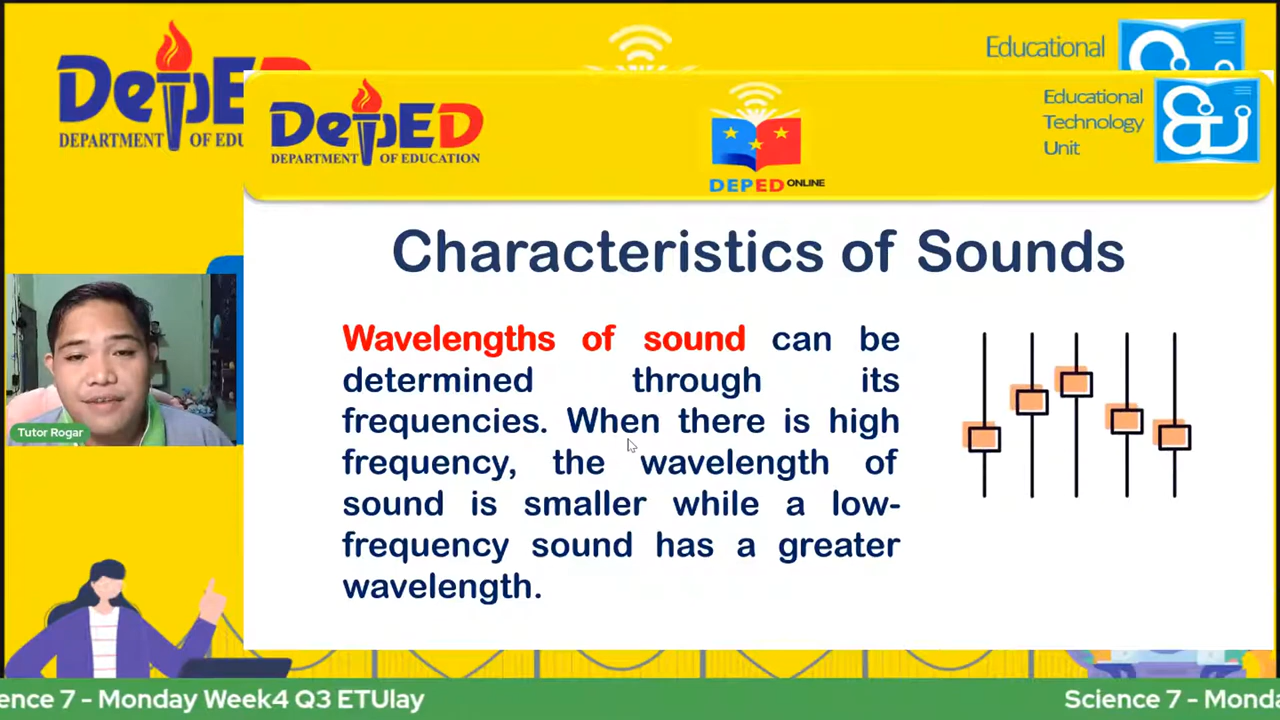 DepED
DEPARTMENT OF EDU
Educational
DepED
DEPARTMENT OF EDUCATION
DEPED ONLINE
Educational
Technology
Unit
Characteristics of Sounds
Wavelengths of sound can be
determined through its
frequencies. When there is high
frequency, the wavelength of
sound is smaller while a low-
frequency sound has a greater
wavelength.
Tutor Rogar
ence 7 - Monday Week4 Q3 ETUlay
Science 7 - Monda